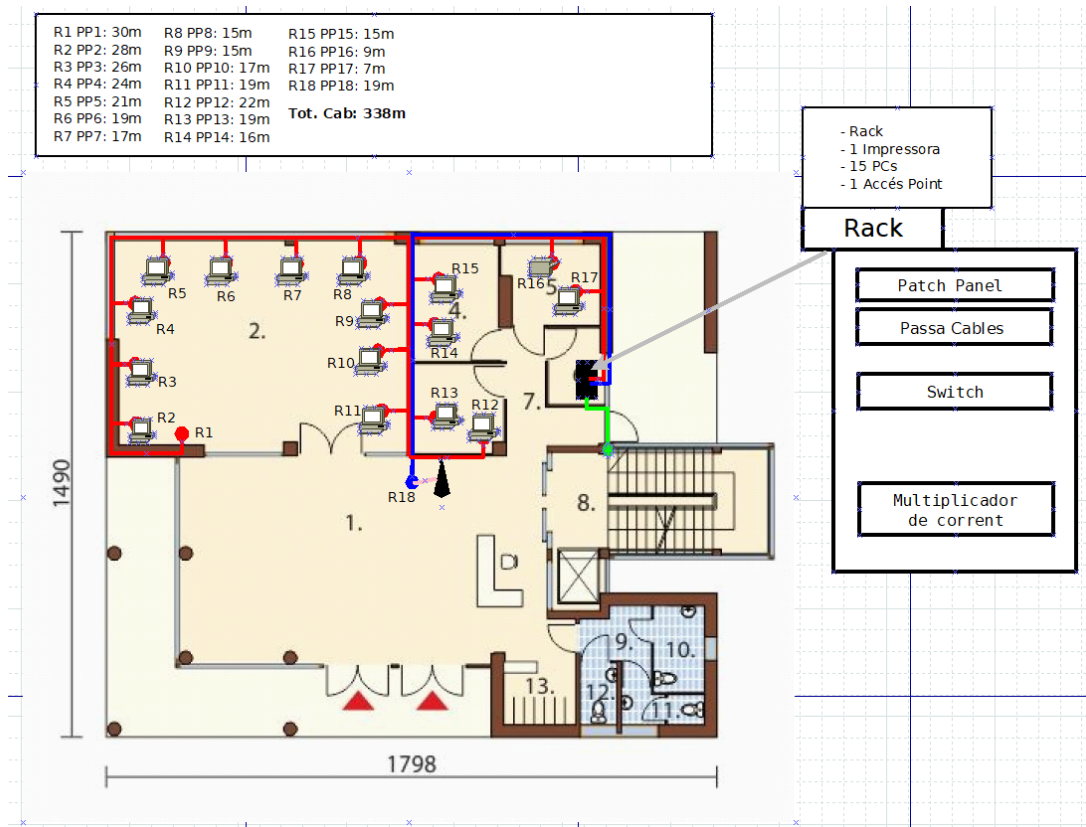 R1 PP1: 30m
R2 PP2: 28m
R3 PP3: 26m
R4 PP4: 24m
R5 PP5: 21m
R6 PP6: 19m
R7 PP7: 17m
R8 PP8: 15m
R9 PP9: 15m
R10 PP10: 17m
R11 PP11: 19m
R12 PP12: 22m
R13 PP13: 19m
R14 PP14: 16m
R15 PP15: 15m
R16 PP16: 9m
R17 PP17: 7m
R18 PP18: 19m
Tot. Cab: 338m
- Rack
- 1 Impressora
- 15 PCs
- 1 Accés Point
Rack
Patch Panel
Passa Cables
Switch
Multiplicador
de corrent
R5
R6
R7
R8
R15
R16
5
R17
R4
2.
R9
4.
R14
R10
R3
R13
R12
7.
R2
R1
R11
R18
1.
8.
1490
9.
10.
13.
12.
11.
1798